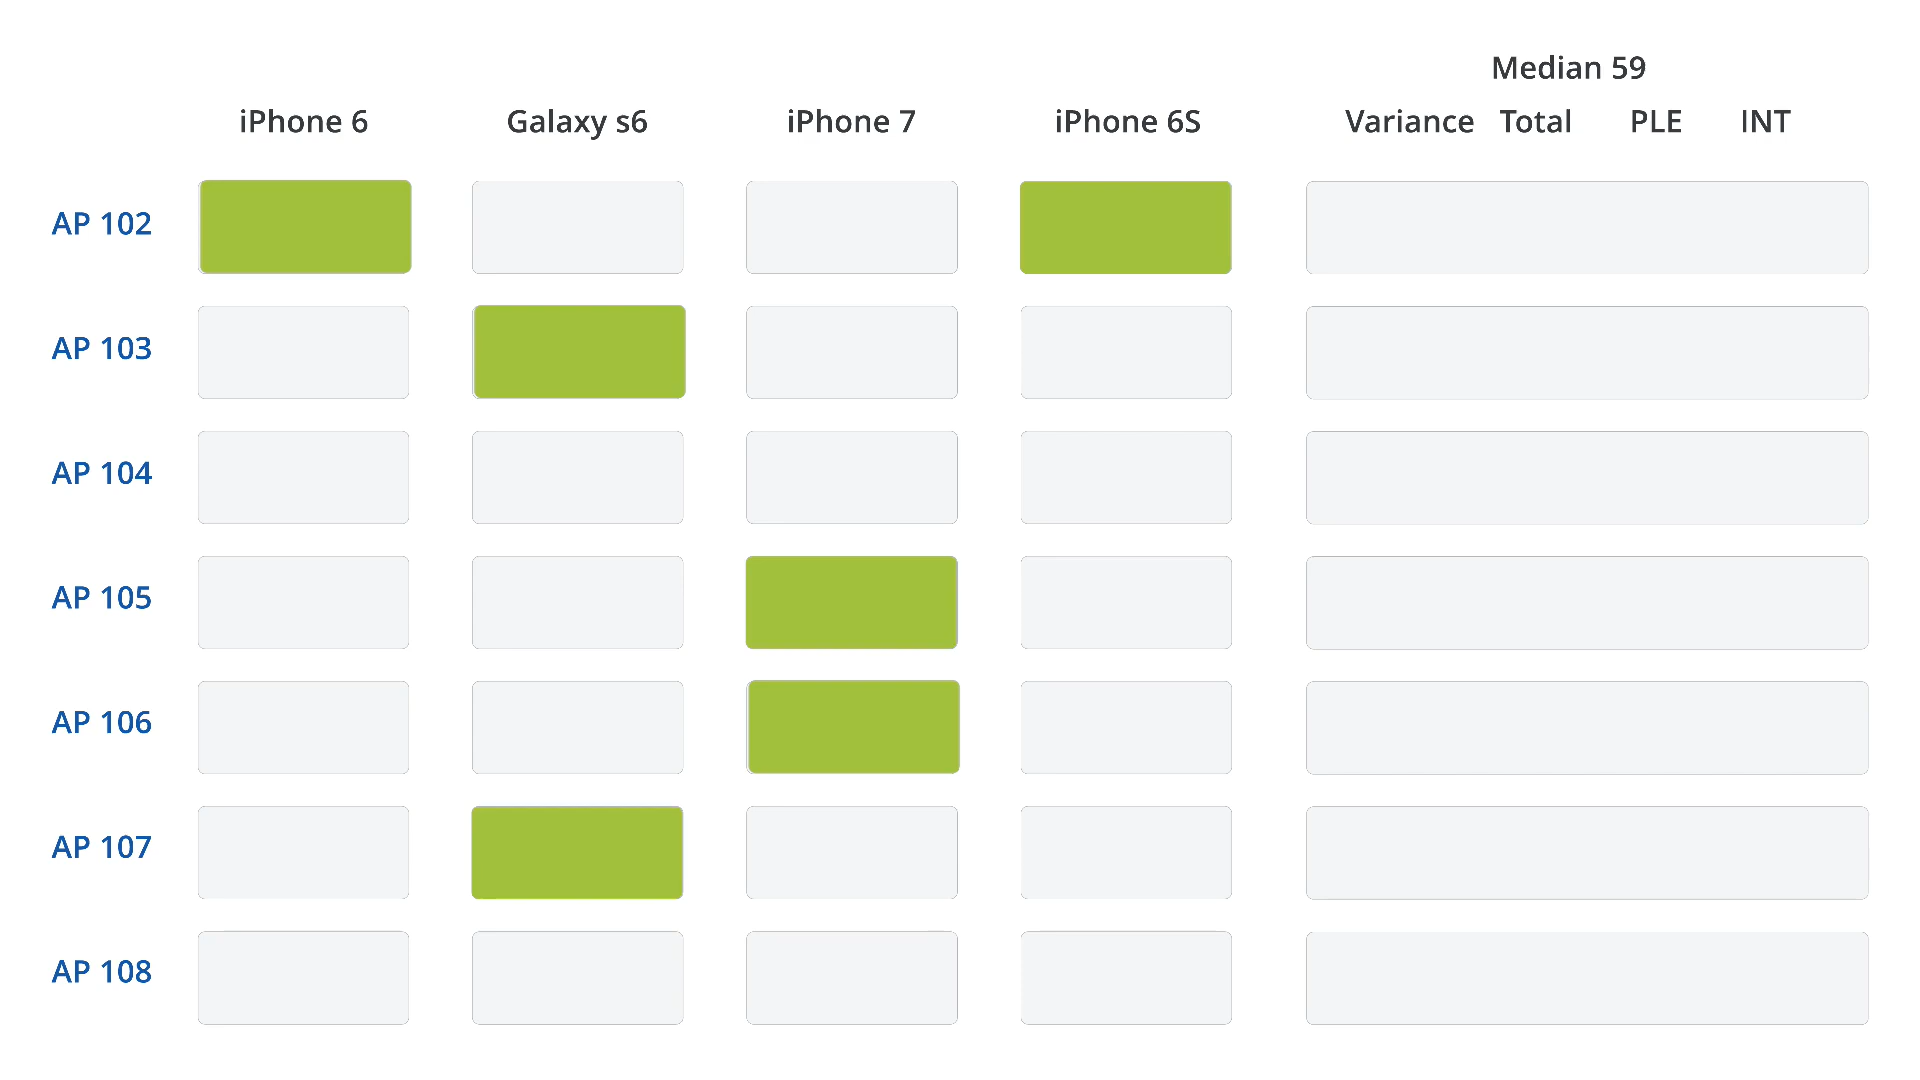 Median 59
iPhone 6 Galaxy s6 iPhone 7 iPhone 6S Variance Total PLE INT
AP 102
AP 103
AP 104
AP 105
AP 106
AP 107
AP 108